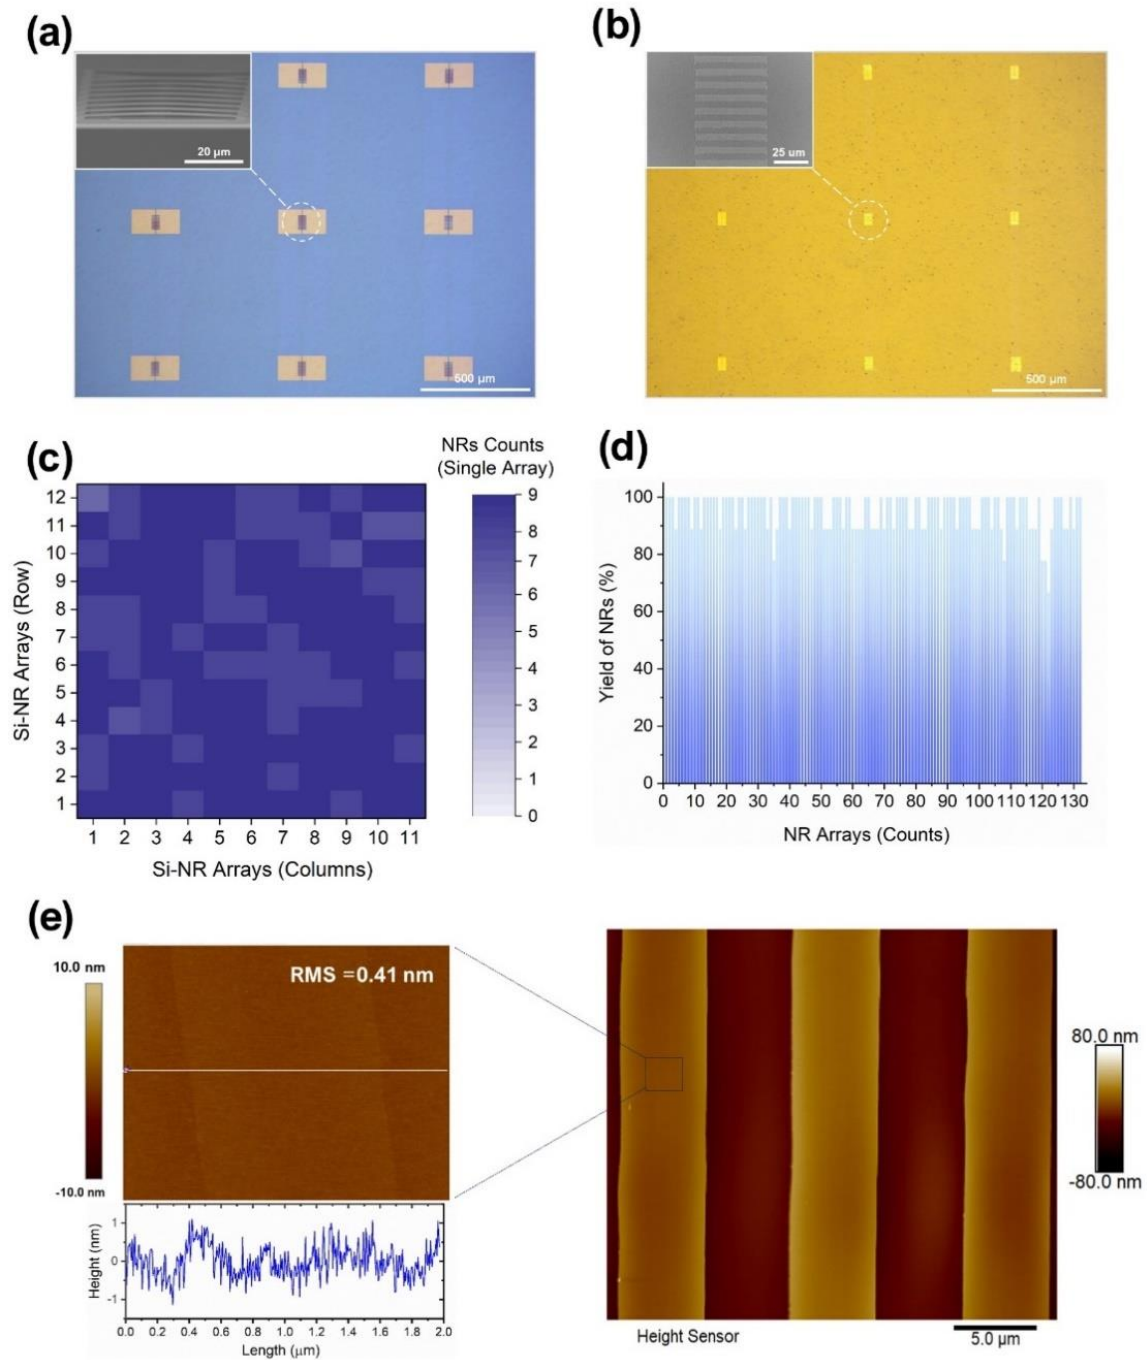 (a)
20 µm
500 µm
(b)
25 um
500 µm
(c)
NRs Counts
(Single Array)
Si-NR Arrays (Row)
12
11
10
9
8
7
6
5
4
3
2
1
1 2 3 4 5 6 7 8 9 10 11
Si-NR Arrays (Columns)
9
8
7
6
5
4
3
2
1
0
(d)
Yield of NRs (%)
100
80
60
40
20
0
0 10 20 30 40 50 60 70 80 90 100 110 120 130
NR Arrays (Counts)
(e)
10.0 nm
-10.0 nm
RMS =0.41 nm
Height (nm)
1
0
-1
0.0 0.2 0.4 0.6 0.8 1.0 1.2 1.4 1.6 1.8 2.0
Length (µm)
80.0 nm
-80.0 nm
Height Sensor
5.0 µm